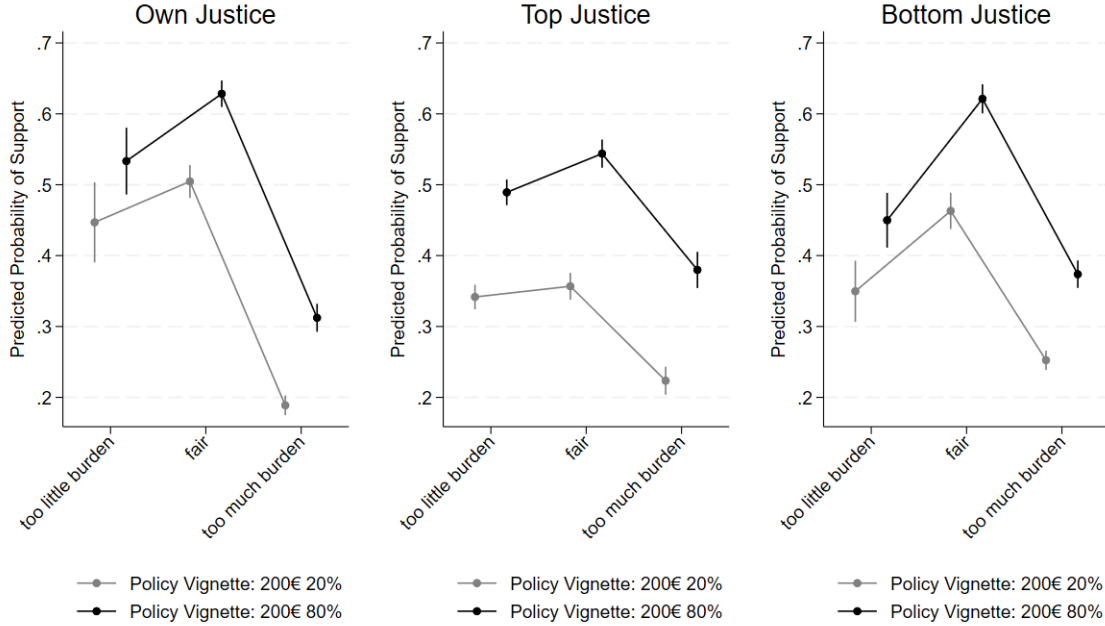 Own Justice
Predicted Probability of Support
.7
.6
.5
.4
.3
.2
too little burden
fair
too much burden
Policy Vignette: 200€ 20%
Policy Vignette: 200€ 80%
Top Justice
Predicted Probability of Support
.7
.6
.5
.4
.3
.2
too little burden
fair
too much burden
Policy Vignette: 200€ 20%
Policy Vignette: 200€ 80%
Bottom Justice
Predicted Probability of Support
.7
.6
.5
.4
.3
.2
too little burden
fair
too much burden
Policy Vignette: 200€ 20%
Policy Vignette: 200€ 80%